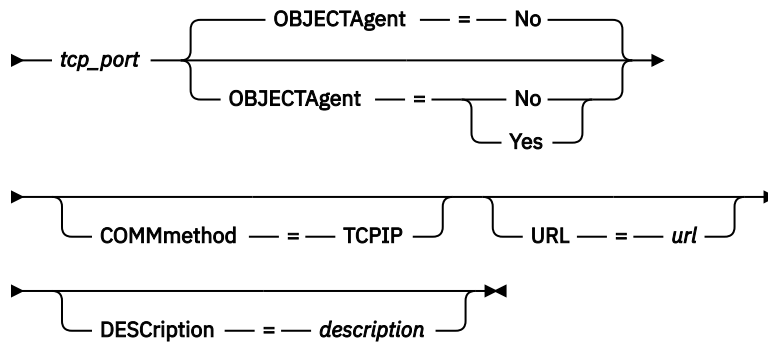 OBJECTAgent = No
tcp_port
OBJECTAgent = No
Yes
COMMmethod = TCPIP URL = url
DESCription = description